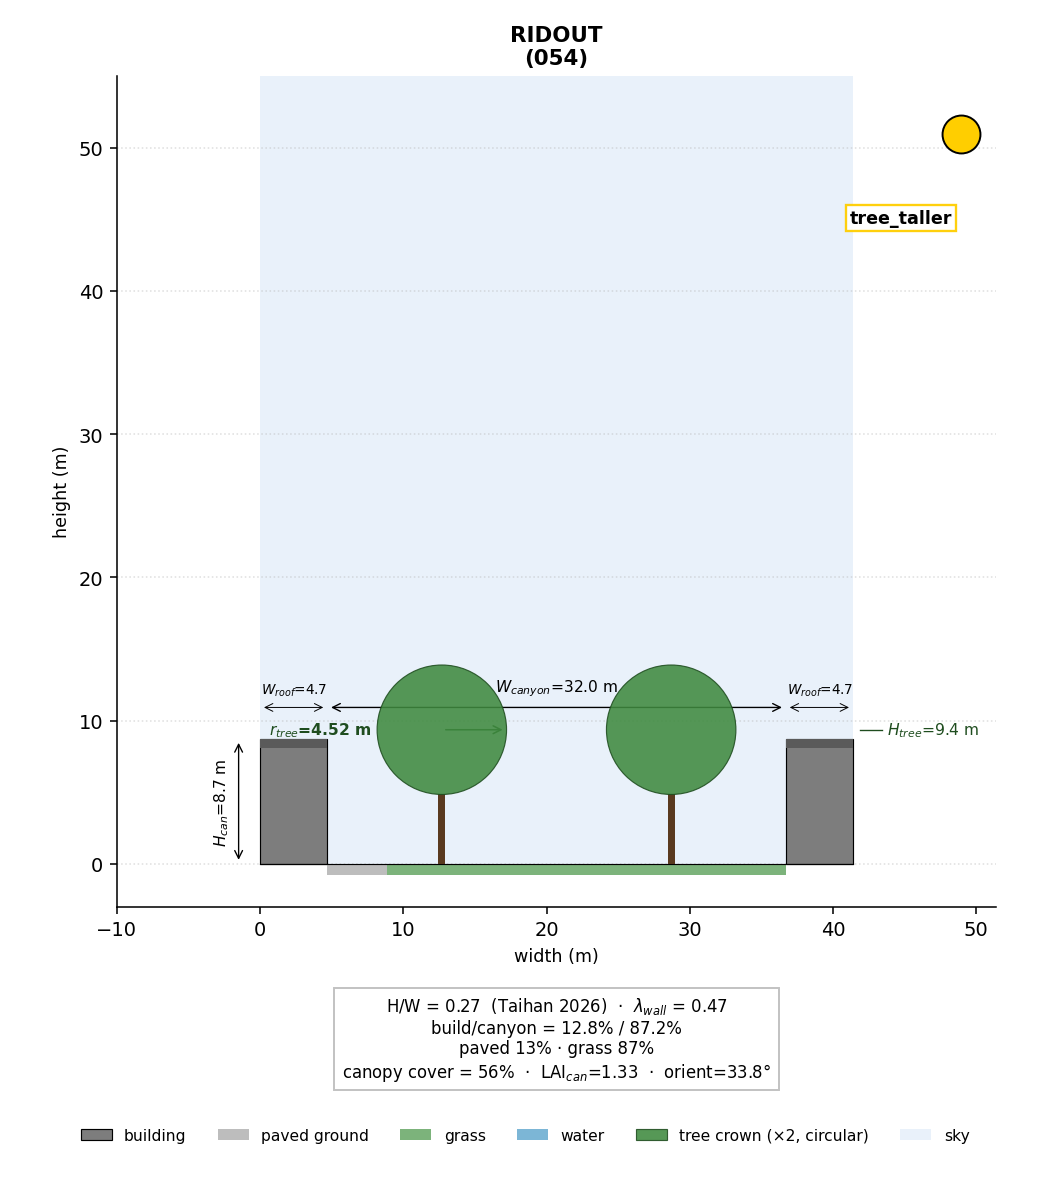 RIDOUT
(054)
50
tree_taller
40
height (m)
30
20
W_roof=4.7
W_canyon=32.0 m
W_roof=4.7
10
r_tree=4.52 m
H_tree=9.4 m
H_can=8.7 m
0
−10 0 10 20 30 40 50
width (m)
H/W = 0.27 (Taihan 2026) · λ_wall = 0.47
build/canyon = 12.8% / 87.2%
paved 13% · grass 87%
canopy cover = 56% · LAI_can=1.33 · orient=33.8°
building paved ground grass water tree crown (×2, circular) sky